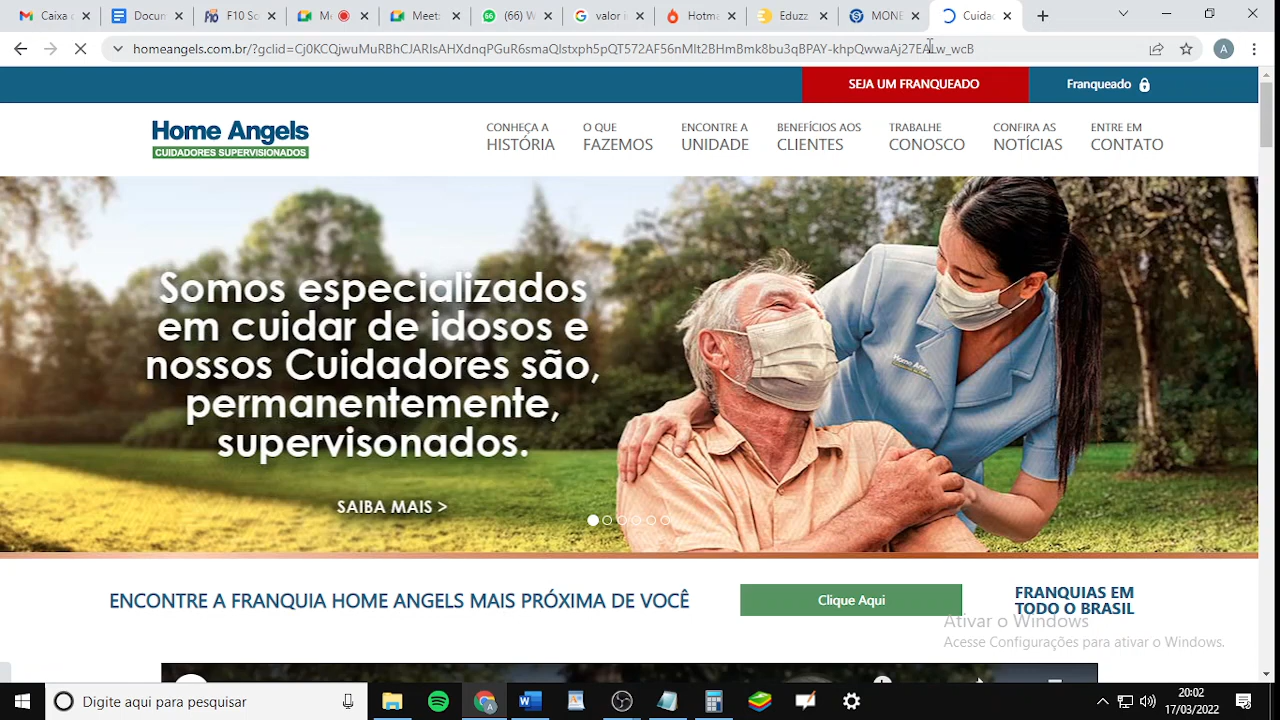 Caixa d
Docum
F10 So
Me
Meet:
(66) W
valor i
Hotma
Eduzz
MONE
Cuida
homeangels.com.br/?gclid=Cj0KCQjwuMuRBhCJARIsAHXdnqPGuR6smaQlstxph5pQT572AF56nMlt2BHmBmk8bu3qBPAY-khpQwwaAj27EALw_wcB
A
SEJA UM FRANQUEADO
Franqueado
Home Angels
CUIDADORES SUPERVISIONADOS
CONHEÇA A
HISTÓRIA
O QUE
FAZEMOS
ENCONTRE A
UNIDADE
BENEFÍCIOS AOS
CLIENTES
TRABALHE
CONOSCO
CONFIRA AS
NOTÍCIAS
ENTRE EM
CONTATO
Somos especializados
em cuidar de idosos e
nossos Cuidadores são,
permanentemente,
supervisonados.
SAIBA MAIS >
ENCONTRE A FRANQUIA HOME ANGELS MAIS PRÓXIMA DE VOCÊ
Clique Aqui
FRANQUIAS EM
TODO O BRASIL
Ativar o Windows
Acesse Configurações para ativar o Windows.
Digite aqui para pesquisar
20:02
17/03/2022